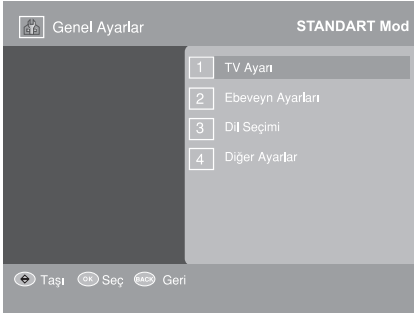 Genel Ayarlar STANDART Mod
1 TV Ayarı
2 Ebeveyn Ayarları
3 Dil Seçimi
4 Diğer Ayarlar
Taşı OK Seç BACK Geri